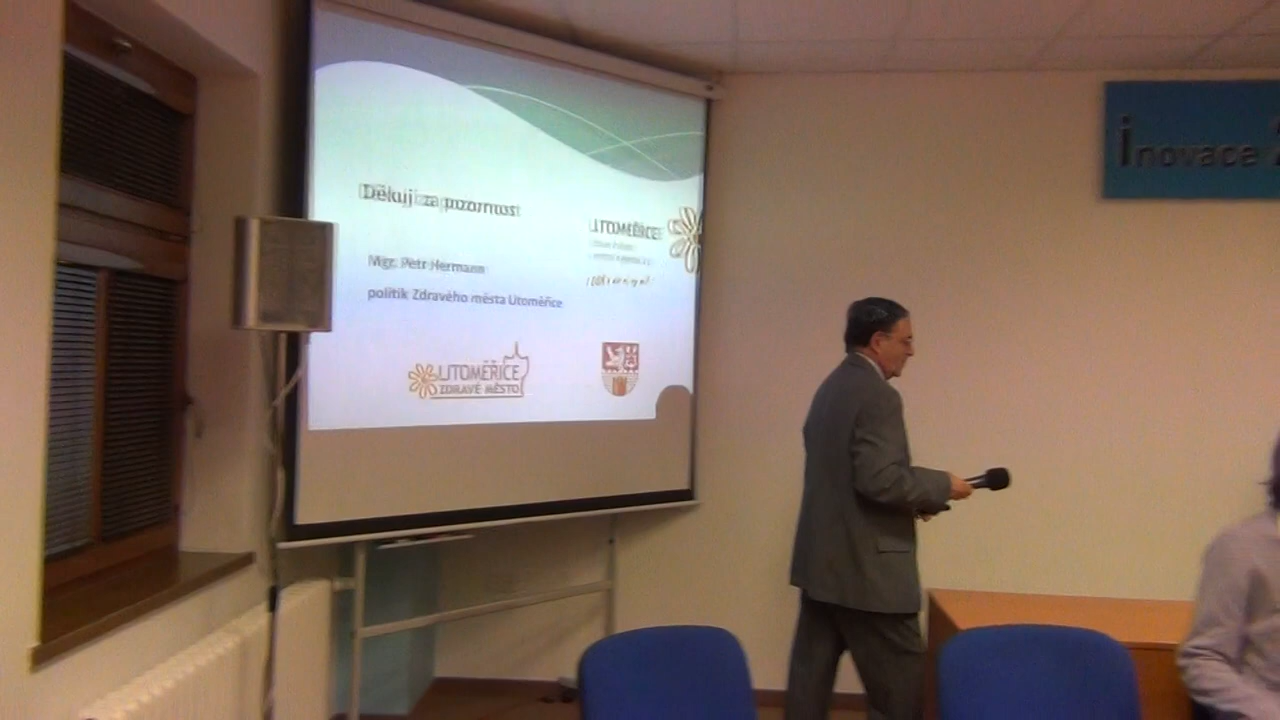 Děkuji za pozornost
Mgr. Petr Hermann
politik Zdravého města Litoměřice
LITOMĚŘICE
LITOMĚŘICE
ZDRAVÉ MĚSTO
inovace